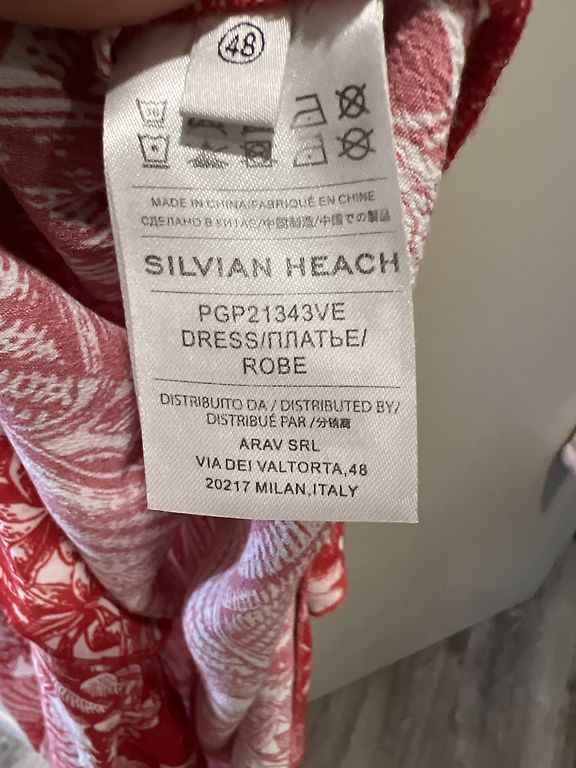 48
MADE IN CHINA/FABRIQUÉ EN CHINE
СДЕЛАНО В КИТАЕ/中国制造/中国での製品
SILVIAN HEACH
PGP21343VE
DRESS/ПЛАТЬЕ/
ROBE
DISTRIBUITO DA / DISTRIBUTED BY/
DISTRIBUÉ PAR /分销商
ARAV SRL
VIA DEI VALTORTA,48
20217 MILAN,ITALY